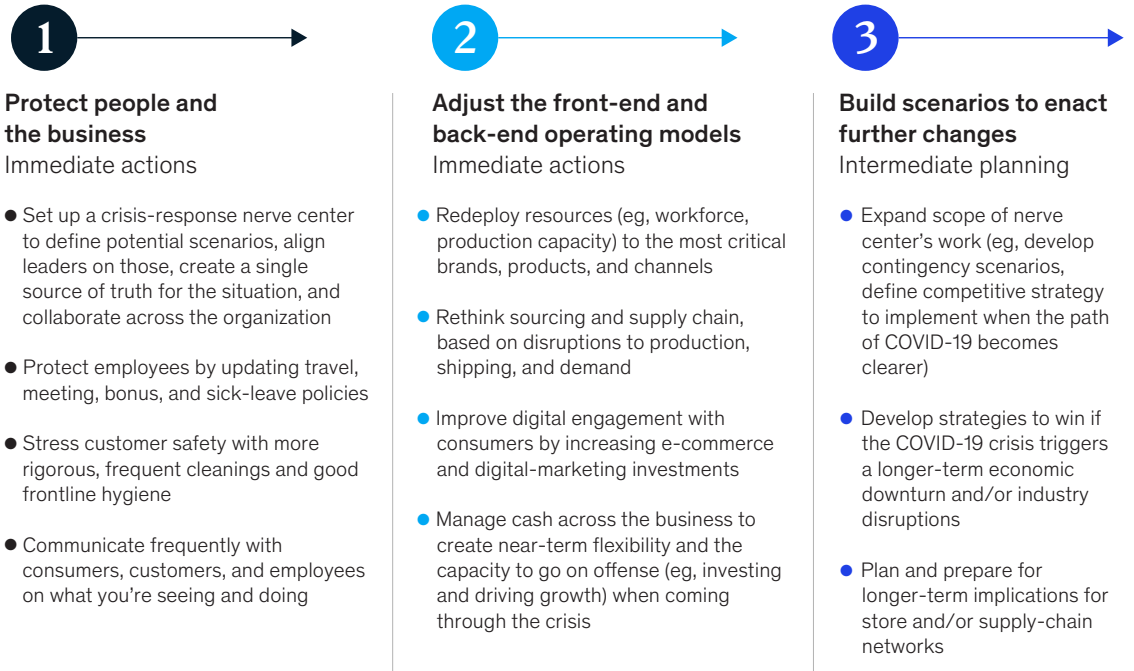 1
Protect people and
the business
Immediate actions
● Set up a crisis-response nerve center
to define potential scenarios, align
leaders on those, create a single
source of truth for the situation, and
collaborate across the organization
● Protect employees by updating travel,
meeting, bonus, and sick-leave policies
● Stress customer safety with more
rigorous, frequent cleanings and good
frontline hygiene
● Communicate frequently with
consumers, customers, and employees
on what you're seeing and doing
2
Adjust the front-end and
back-end operating models
Immediate actions
● Redeploy resources (eg, workforce,
production capacity) to the most critical
brands, products, and channels
● Rethink sourcing and supply chain,
based on disruptions to production,
shipping, and demand
● Improve digital engagement with
consumers by increasing e-commerce
and digital-marketing investments
● Manage cash across the business to
create near-term flexibility and the
capacity to go on offense (eg, investing
and driving growth) when coming
through the crisis
3
Build scenarios to enact
further changes
Intermediate planning
● Expand scope of nerve
center's work (eg, develop
contingency scenarios,
define competitive strategy
to implement when the path
of COVID-19 becomes
clearer)
● Develop strategies to win if
the COVID-19 crisis triggers
a longer-term economic
downturn and/or industry
disruptions
● Plan and prepare for
longer-term implications for
store and/or supply-chain
networks